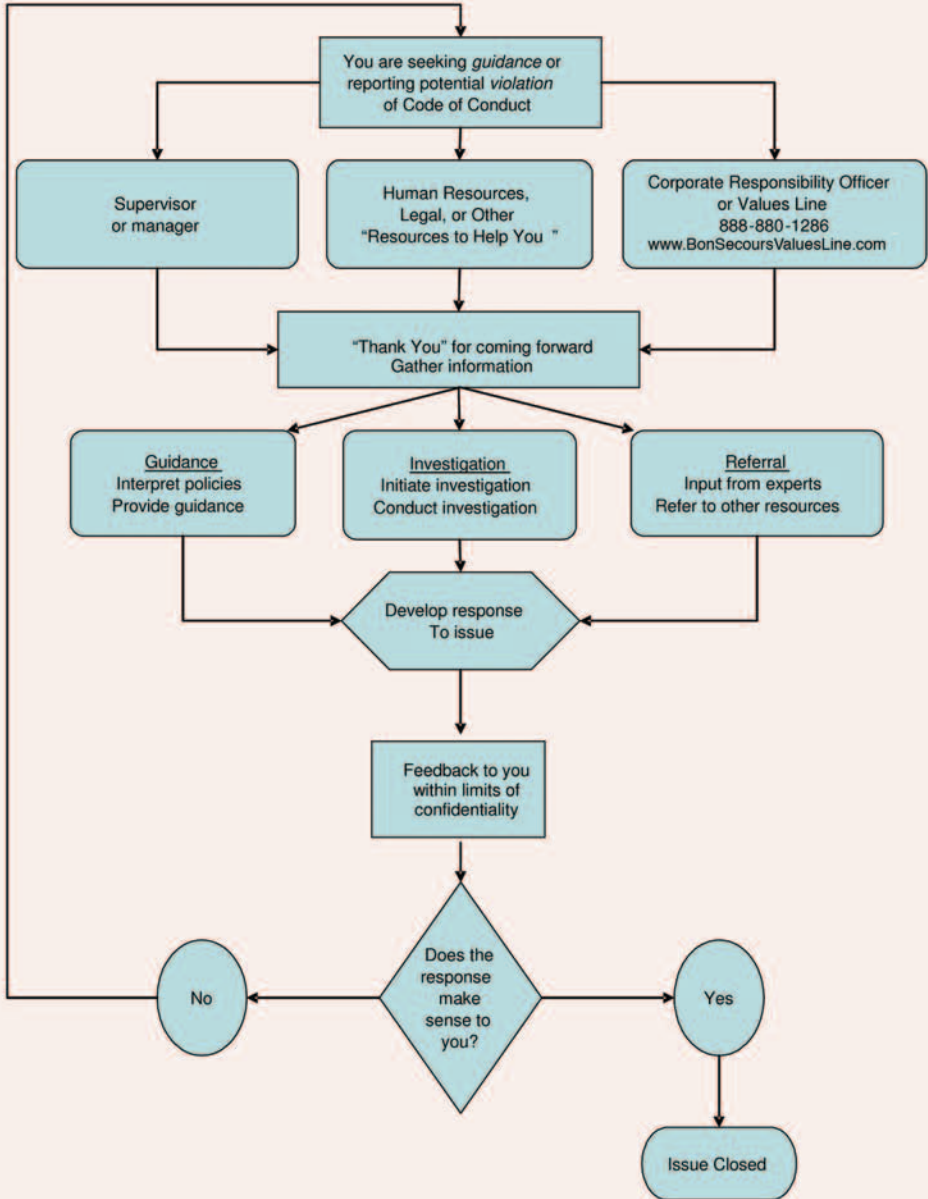 You are seeking guidance or
reporting potential violation
of Code of Conduct
Supervisor
or manager
Human Resources,
Legal, or Other
“Resources to Help You ”
Corporate Responsibility Officer
or Values Line
888-880-1286
www.BonSecoursValuesLine.com
“Thank You” for coming forward
Gather information
Guidance
Interpret policies
Provide guidance
Investigation
Initiate investigation
Conduct investigation
Referral
Input from experts
Refer to other resources
Develop response
To issue
Feedback to you
within limits of
confidentiality
Does the
response
make
sense to
you?
No
Yes
Issue Closed